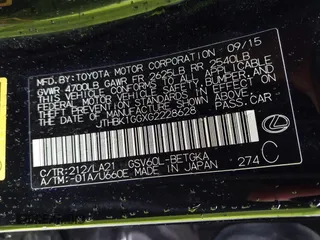 MFD.BY:TOYOTA MOTOR CORPORATION 09/15
GVWR 4700LB GAWR FR 2625LB RR 2540LB
THIS VEHICLE CONFORMS TO ALL APPLICABLE
FEDERAL MOTOR VEHICLE SAFETY, BUMPER, AND
THEFT PREVENTION STANDARDS IN EFFECT ON
THE DATE OF MANUFACTURE SHOWN ABOVE.
JTHBK1GGXG2228628
C/TR:212/LA21 GSV60L-BETGKA
A/TM:-01A/U660E MADE IN JAPAN 274 C